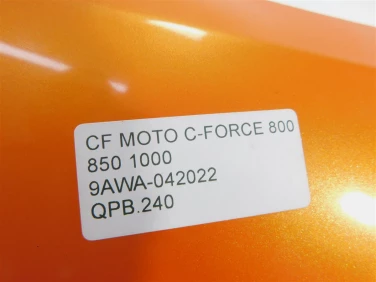 CF MOTO C-FORCE 800
850 1000
9AWA-042022
QPB.240